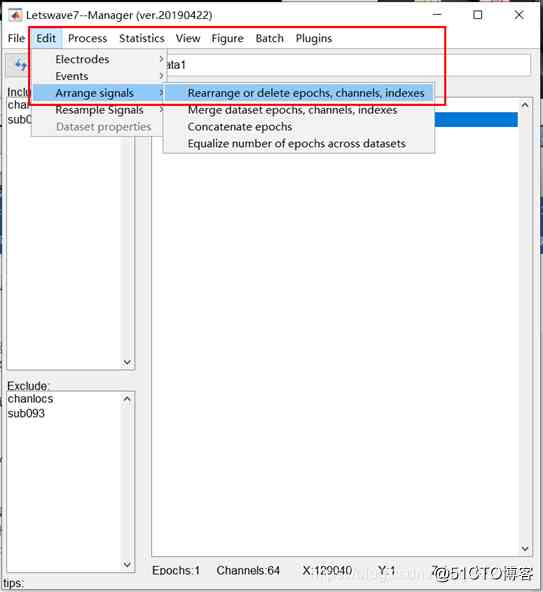 Letswave7--Manager (ver.20190422)
File Edit Process Statistics View Figure Batch Plugins
Electrodes
ata1
Events
Arrange signals
Rearrange or delete epochs, channels, indexes
Inclu
chan
Resample Signals
Merge dataset epochs, channels, indexes
sub0
Dataset properties
Concatenate epochs
Equalize number of epochs across datasets
Exclude:
chanlocs
sub093
Epochs:1 Channels:64 X:129040 Y:1
@51CTO博客
tips: